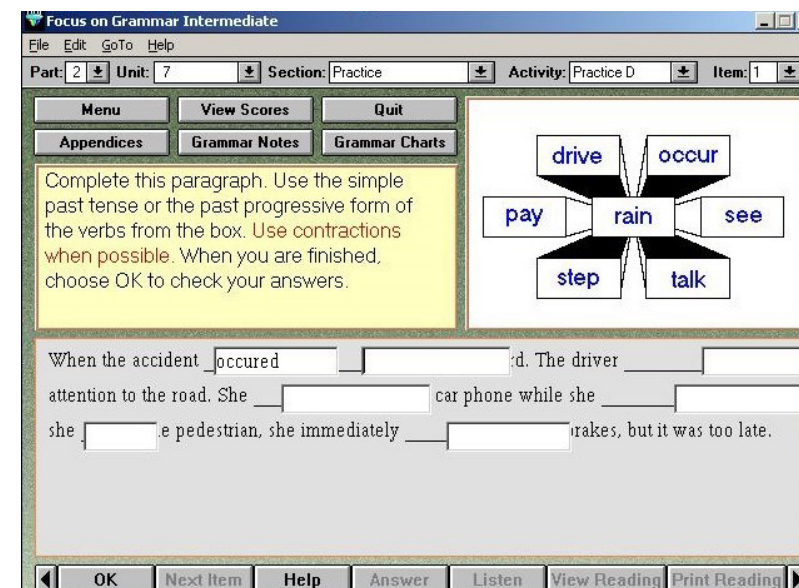 Focus on Grammar Intermediate
File Edit GoTo Help
Part: 2 Unit: 7 Section: Practice Activity: Practice D Item: 1
Menu View Scores Quit
Appendices Grammar Notes Grammar Charts
Complete this paragraph. Use the simple
past tense or the past progressive form of
the verbs from the box. Use contractions
when possible. When you are finished,
choose OK to check your answers.
drive occur
pay rain see
step talk
When the accident occured d. The driver
attention to the road. She car phone while she
she e pedestrian, she immediately rakes, but it was too late.
OK Next Item Help Answer Listen View Reading Print Reading